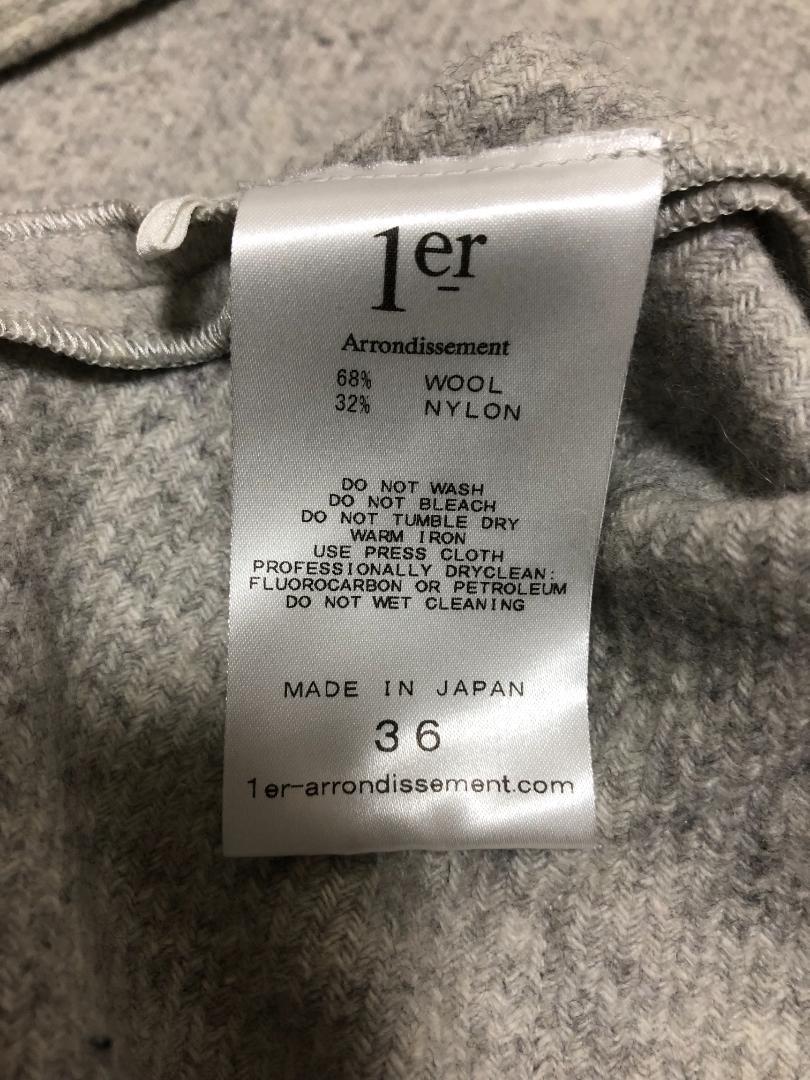 1er
Arrondissement
68% WOOL
32% NYLON
DO NOT WASH
DO NOT BLEACH
DO NOT TUMBLE DRY
WARM IRON
USE PRESS CLOTH
PROFESSIONALLY DRYCLEAN:
FLUOROCARBON OR PETROLEUM
DO NOT WET CLEANING
MADE IN JAPAN
36
1er-arrondissement.com